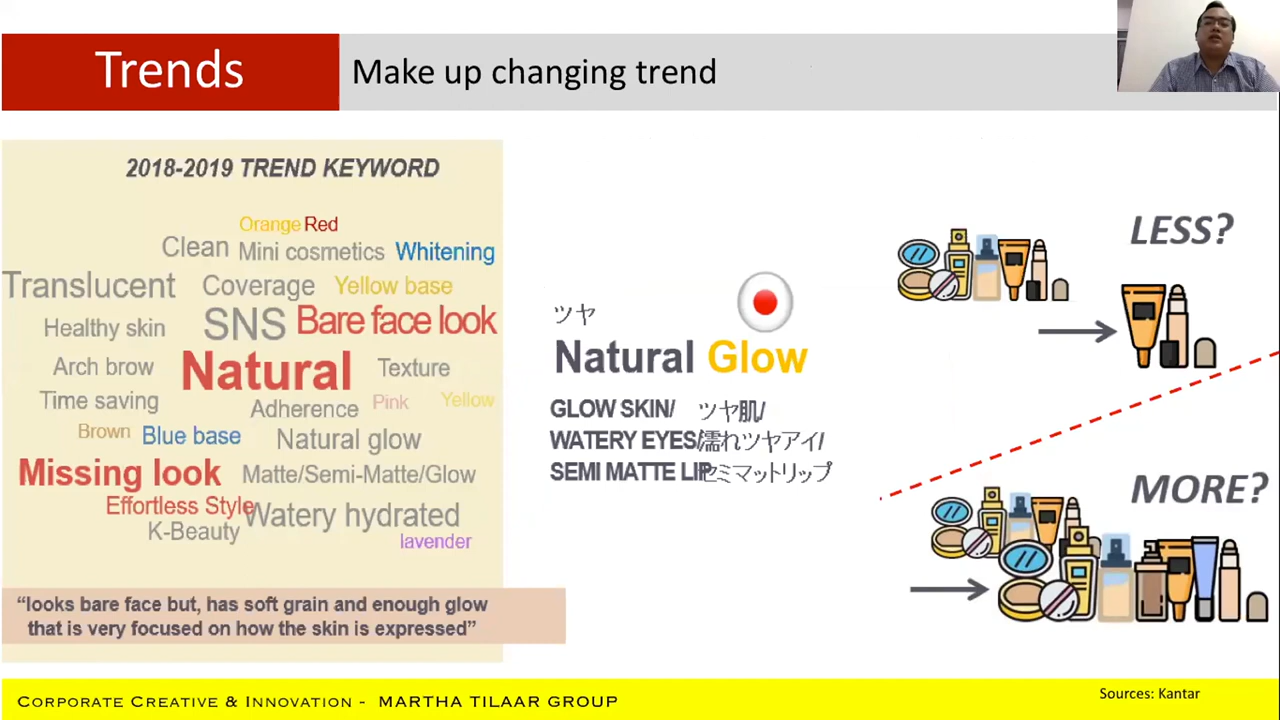 Trends
Make up changing trend
2018-2019 TREND KEYWORD
Orange Red
Clean Mini cosmetics Whitening
Translucent Coverage Yellow base
Healthy skin SNS Bare face look
Arch brow Natural Texture
Time saving Adherence Pink Yellow
Brown Blue base Natural glow
Missing look Matte/Semi-Matte/Glow
Effortless Style Watery hydrated
K-Beauty lavender
“looks bare face but, has soft grain and enough glow
that is very focused on how the skin is expressed”
ツヤ
Natural Glow
GLOW SKIN/ ツヤ肌/
WATERY EYES/濡れツヤアイ/
SEMI MATTE LIP セミマットリップ
LESS?
MORE?
CORPORATE CREATIVE & INNOVATION - MARTHA TILAAR GROUP
Sources: Kantar